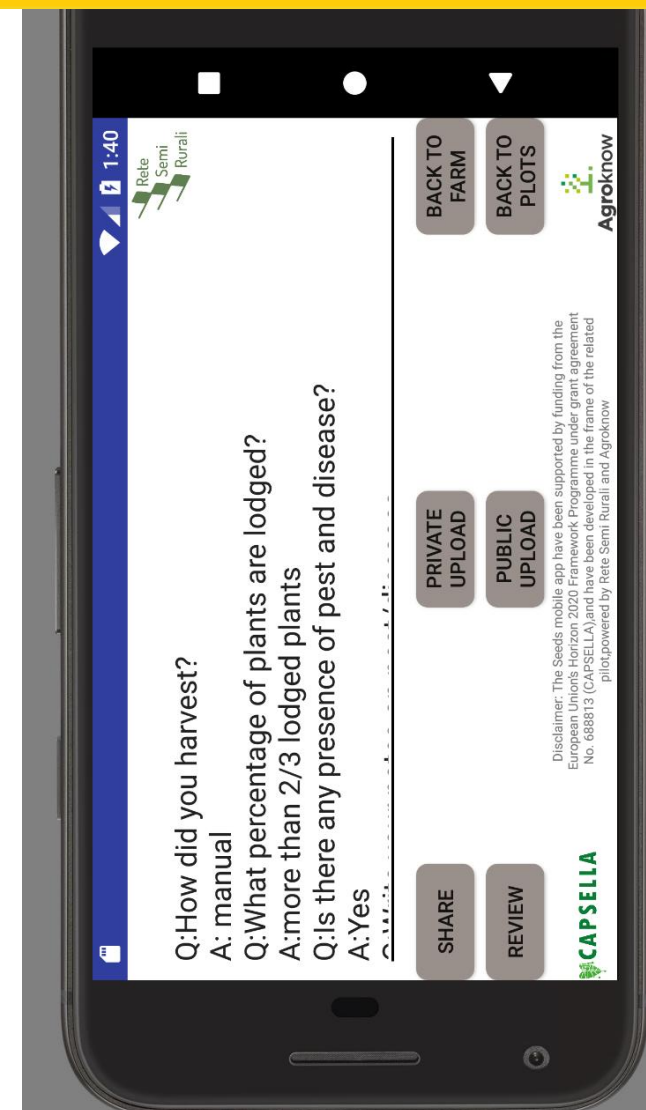 1:40
Rete
Semi
Rurali
Q:How did you harvest?
A: manual
Q:What percentage of plants are lodged?
A:more than 2/3 lodged plants
Q:Is there any presence of pest and disease?
A:Yes
SHARE
PRIVATE
UPLOAD
BACK TO
FARM
REVIEW
PUBLIC
UPLOAD
BACK TO
PLOTS
CAPSELLA
Disclaimer: The Seeds mobile app have been supported by funding from the
European Union's Horizon 2020 Framework Programme under grant agreement
No. 688813 (CAPSELLA),and have been developed in the frame of the related
pilot,powered by Rete Semi Rurali and Agroknow
Agroknow